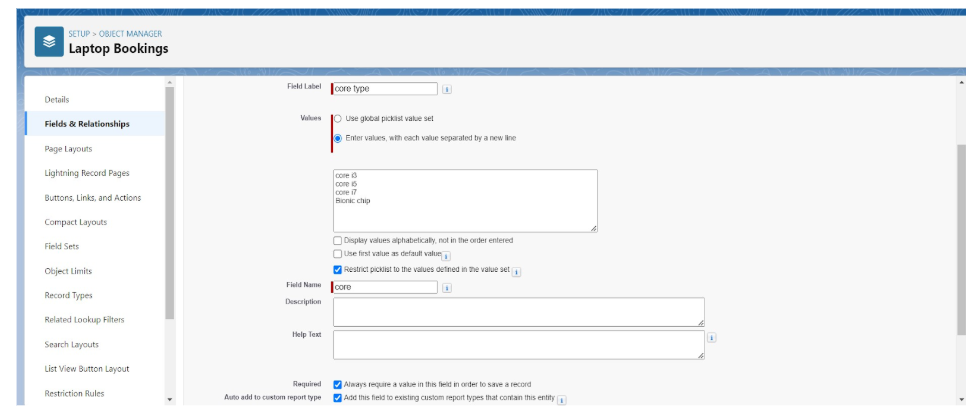 SETUP > OBJECT MANAGER
Laptop Bookings
Details
Fields & Relationships
Page Layouts
Lightning Record Pages
Buttons, Links, and Actions
Compact Layouts
Field Sets
Object Limits
Record Types
Related Lookup Filters
Search Layouts
List View Button Layout
Restriction Rules
Field Label core type
Values Use global picklist value set
Enter values, with each value separated by a new line
core i3
core i5
core i7
Bionic chip
Display values alphabetically, not in the order entered
Use first value as default value
Restrict picklist to the values defined in the value set
Field Name core
Description
Help Text
Required Always require a value in this field in order to save a record
Auto add to custom report type Add this field to existing custom report types that contain this entity